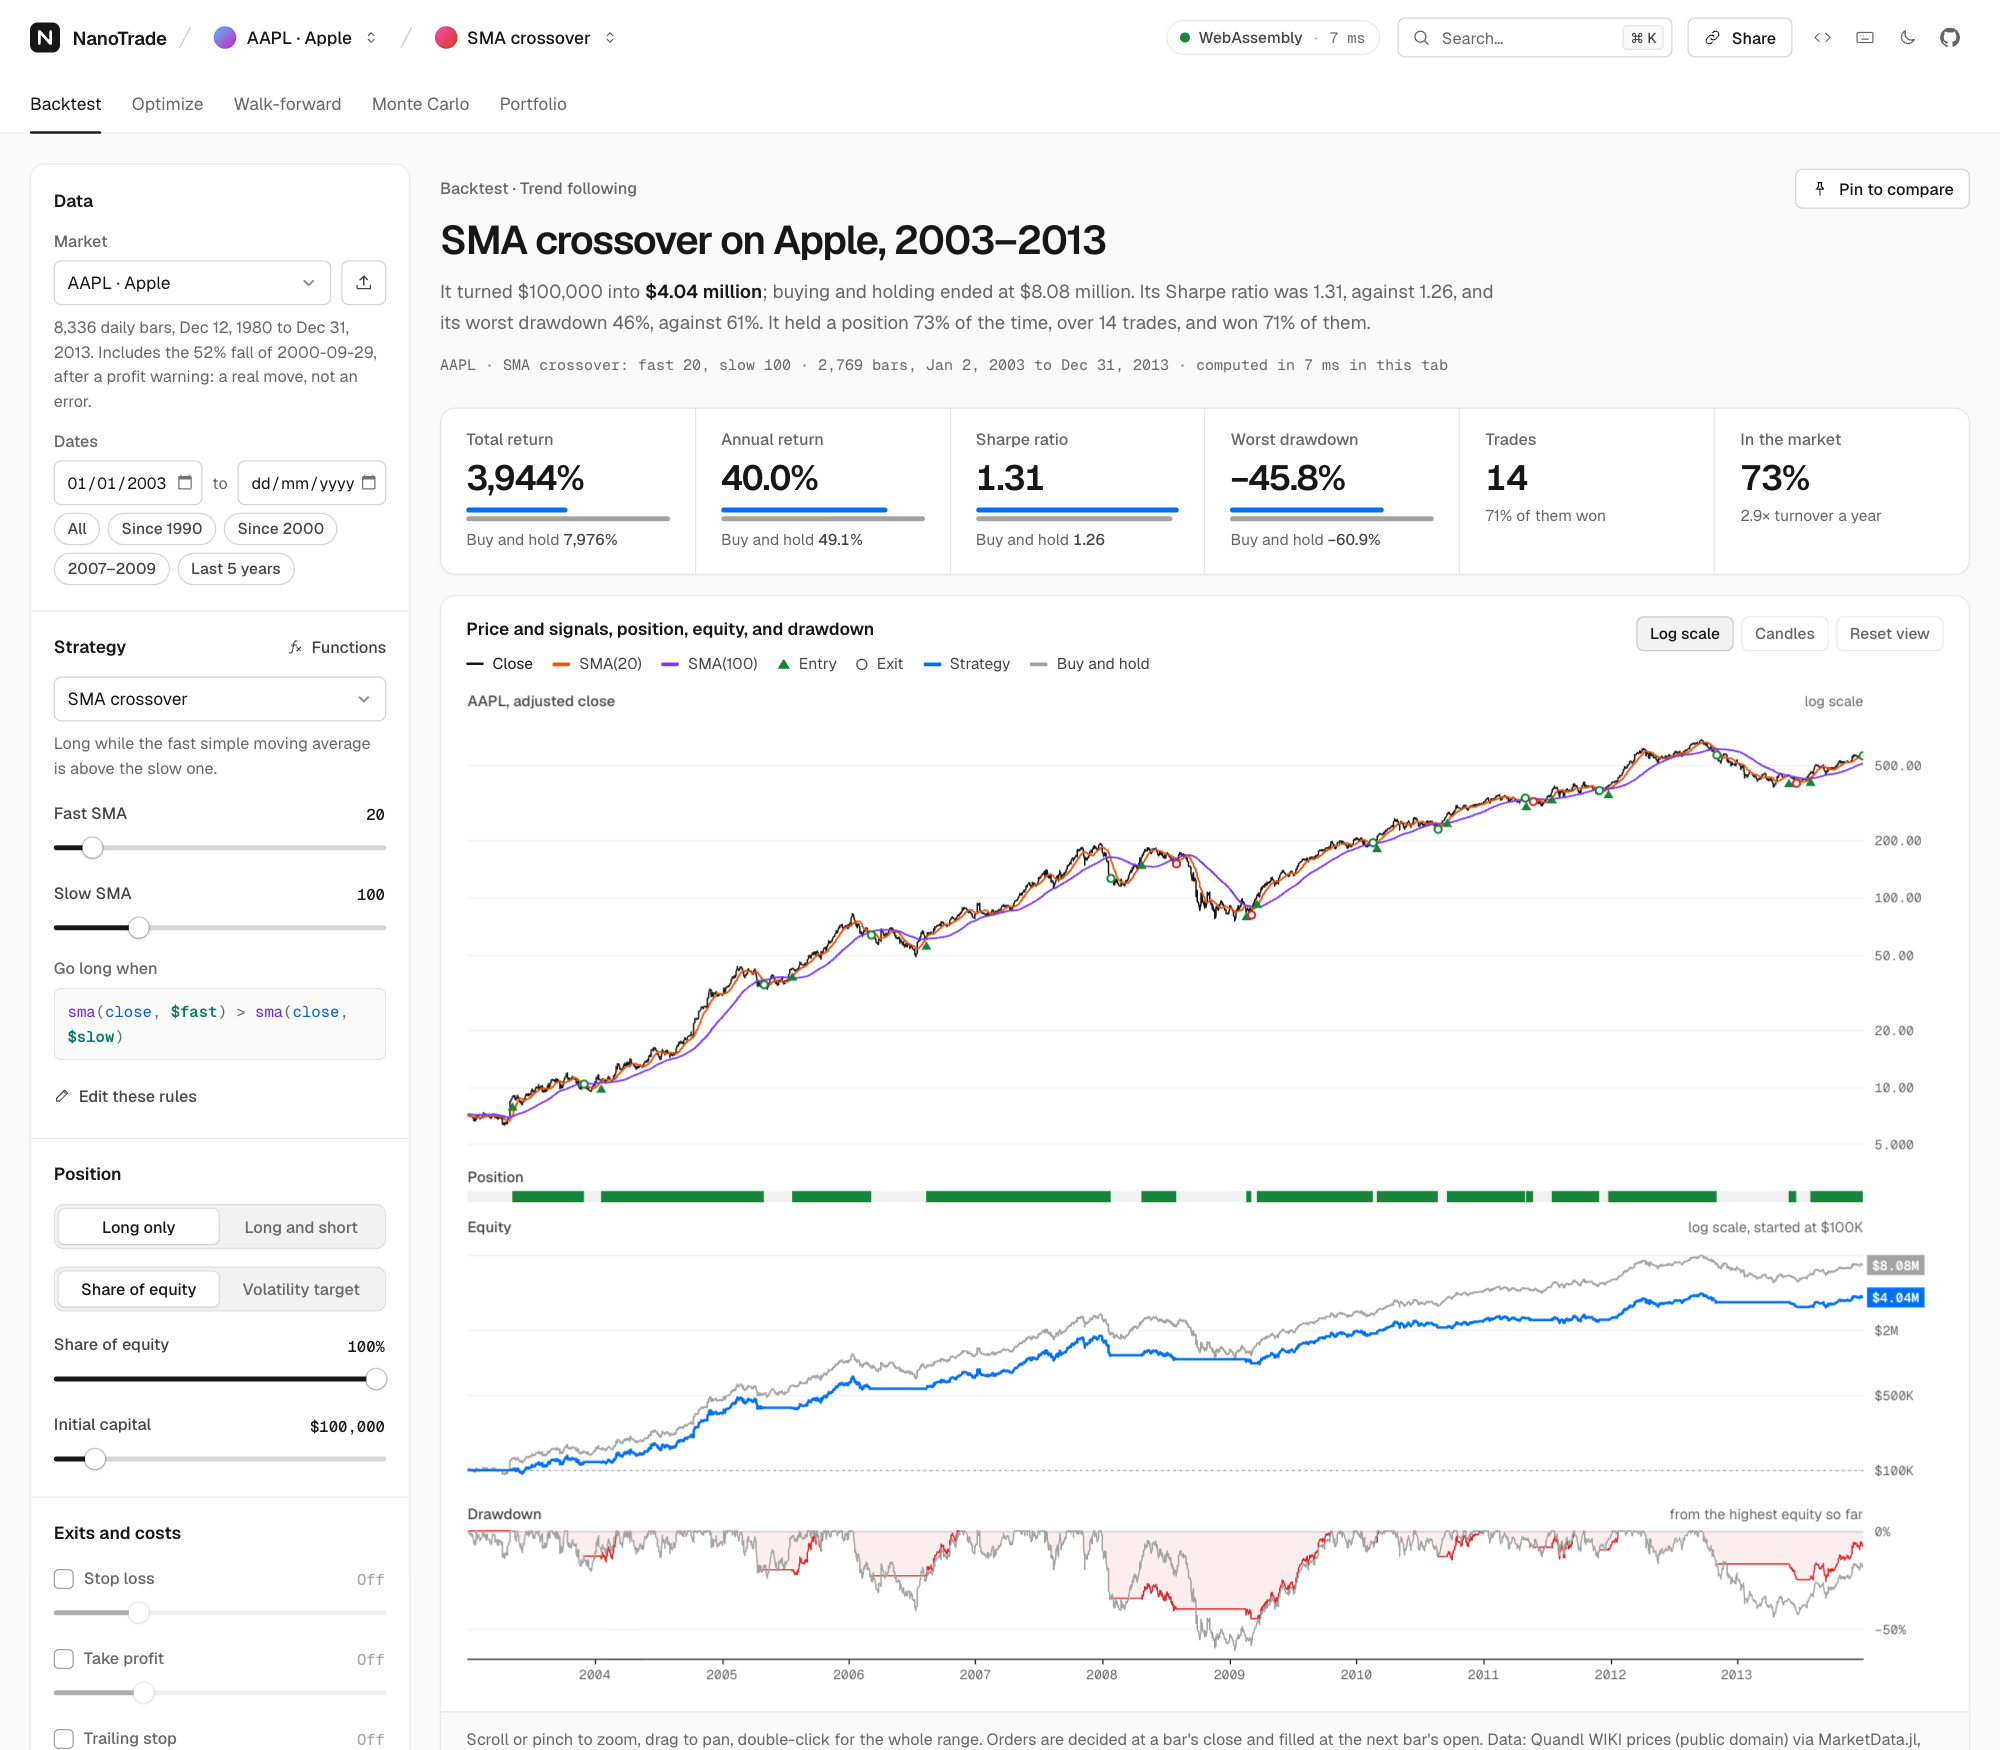 NanoTrade / AAPL · Apple / SMA crossover
WebAssembly · 7 ms
Search...
⌘ K
Share
Backtest
Optimize
Walk-forward
Monte Carlo
Portfolio
Data
Market
AAPL · Apple
8,336 daily bars, Dec 12, 1980 to Dec 31,
2013. Includes the 52% fall of 2000-09-29,
after a profit warning: a real move, not an
error.
Dates
01/01/2003 to dd/mm/yyyy
All
Since 1990
Since 2000
2007–2009
Last 5 years
Strategy
Functions
SMA crossover
Long while the fast simple moving average
is above the slow one.
Fast SMA 20
Slow SMA 100
Go long when
sma(close, $fast) > sma(close,
$slow)
Edit these rules
Position
Long only
Long and short
Share of equity
Volatility target
Share of equity 100%
Initial capital $100,000
Exits and costs
Stop loss Off
Take profit Off
Trailing stop Off
Backtest · Trend following
Pin to compare
SMA crossover on Apple, 2003–2013
It turned $100,000 into $4.04 million; buying and holding ended at $8.08 million. Its Sharpe ratio was 1.31, against 1.26, and
its worst drawdown 46%, against 61%. It held a position 73% of the time, over 14 trades, and won 71% of them.
AAPL · SMA crossover: fast 20, slow 100 · 2,769 bars, Jan 2, 2003 to Dec 31, 2013 · computed in 7 ms in this tab
Total return
3,944%
Buy and hold 7,976%
Annual return
40.0%
Buy and hold 49.1%
Sharpe ratio
1.31
Buy and hold 1.26
Worst drawdown
−45.8%
Buy and hold −60.9%
Trades
14
71% of them won
In the market
73%
2.9× turnover a year
Price and signals, position, equity, and drawdown
Log scale
Candles
Reset view
Close
SMA(20)
SMA(100)
Entry
Exit
Strategy
Buy and hold
AAPL, adjusted close
log scale
500.00
200.00
100.00
50.00
20.00
10.00
5.000
Position
Equity
log scale, started at $100K
$8.08M
$4.04M
$2M
$500K
$100K
Drawdown
from the highest equity so far
0%
−50%
2004 2005 2006 2007 2008 2009 2010 2011 2012 2013
Scroll or pinch to zoom, drag to pan, double-click for the whole range. Orders are decided at a bar's close and filled at the next bar's open. Data: Quandl WIKI prices (public domain) via MarketData.jl,